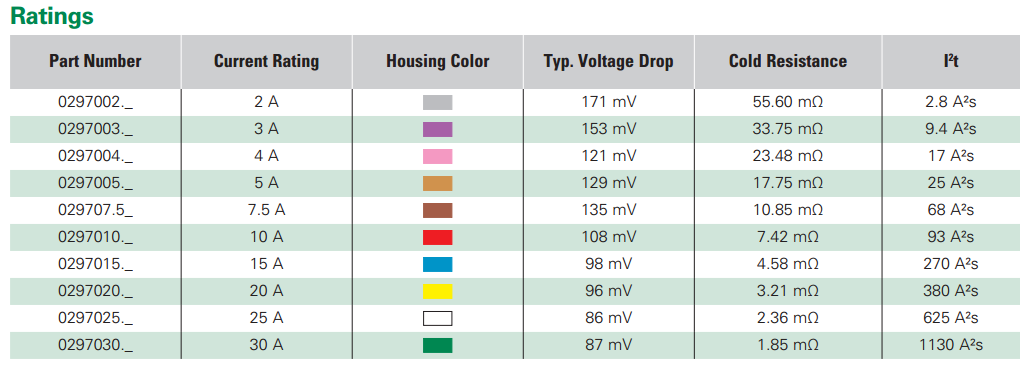 Ratings
Part Number Current Rating Housing Color Typ. Voltage Drop Cold Resistance I²t
0297002._ 2 A 171 mV 55.60 mΩ 2.8 A²s
0297003._ 3 A 153 mV 33.75 mΩ 9.4 A²s
0297004._ 4 A 121 mV 23.48 mΩ 17 A²s
0297005._ 5 A 129 mV 17.75 mΩ 25 A²s
029707.5_ 7.5 A 135 mV 10.85 mΩ 68 A²s
0297010._ 10 A 108 mV 7.42 mΩ 93 A²s
0297015._ 15 A 98 mV 4.58 mΩ 270 A²s
0297020._ 20 A 96 mV 3.21 mΩ 380 A²s
0297025._ 25 A 86 mV 2.36 mΩ 625 A²s
0297030._ 30 A 87 mV 1.85 mΩ 1130 A²s